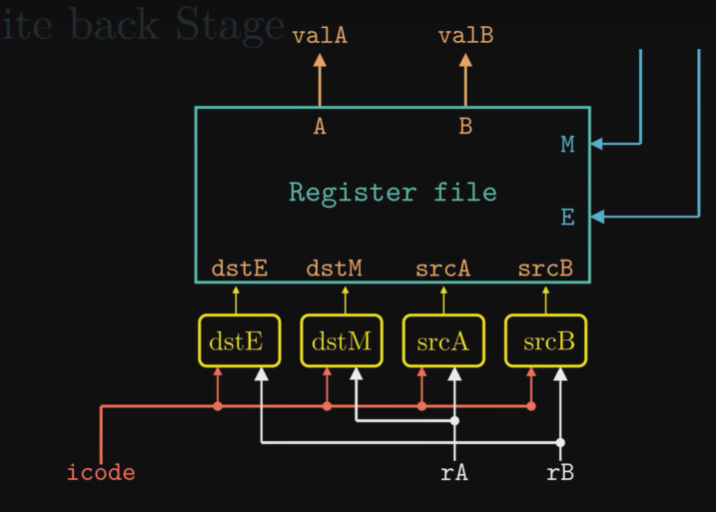 ite back Stage
valA valB
A B
M
Register file
E
dstE dstM srcA srcB
dstE dstM srcA srcB
icode rA rB